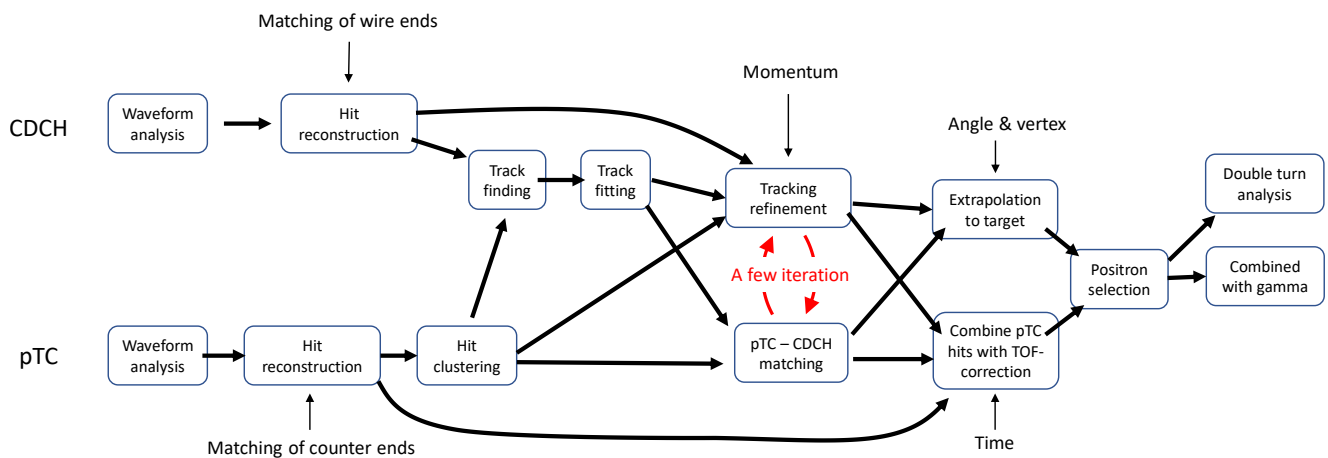 Matching of wire ends
Momentum
CDCH
Waveform
analysis
Hit
reconstruction
Angle & vertex
Track
finding
Track
fitting
Tracking
refinement
Extrapolation
to target
Double turn
analysis
A few iteration
Positron
selection
Combined
with gamma
pTC
Waveform
analysis
Hit
reconstruction
Hit
clustering
pTC – CDCH
matching
Combine pTC
hits with TOF-
correction
Matching of counter ends
Time